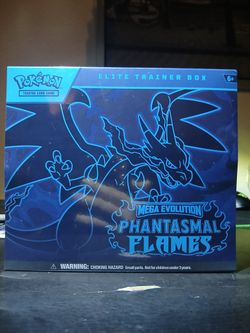 POKÉMON
TRADING CARD GAME
ELITE TRAINER BOX
6+
MEGA EVOLUTION
PHANTASMAL
FLAMES
WARNING: CHOKING HAZARD Small parts. Not for children under 3 years.